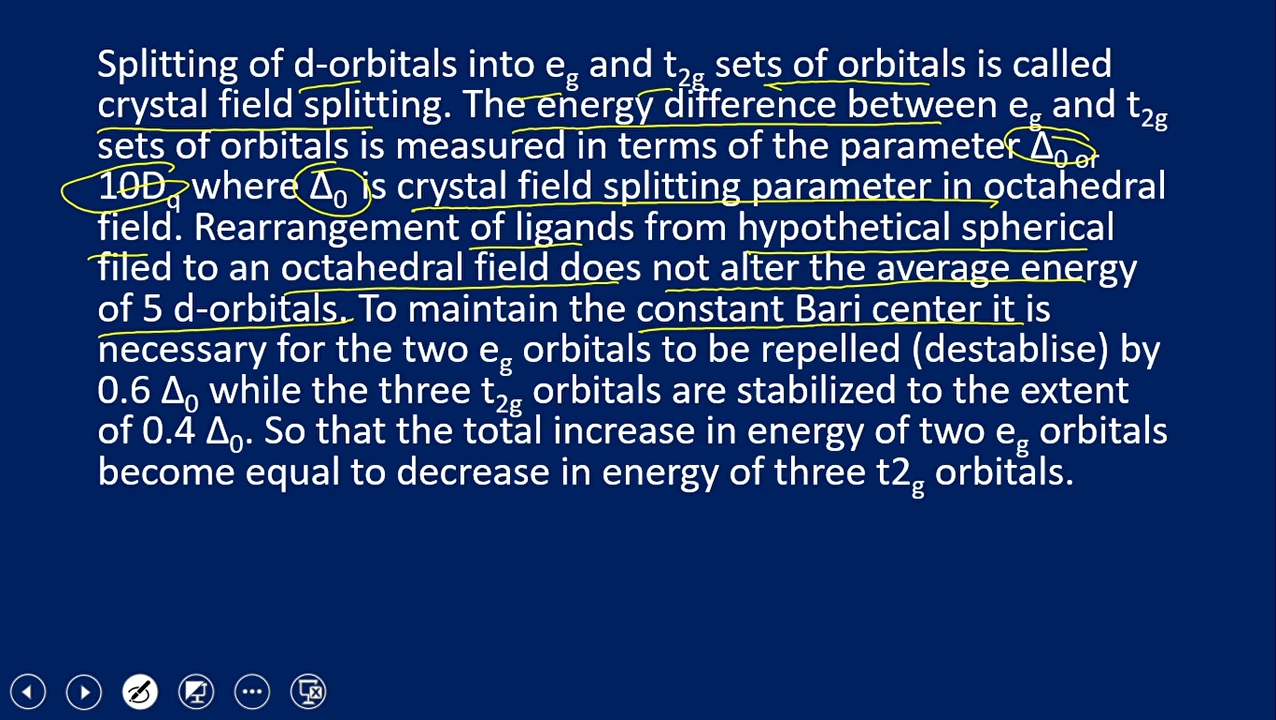 Splitting of d-orbitals into eg and t2g sets of orbitals is called
crystal field splitting. The energy difference between eg and t2g
sets of orbitals is measured in terms of the parameter Δ0 or
10Dq where Δ0 is crystal field splitting parameter in octahedral
field. Rearrangement of ligands from hypothetical spherical
filed to an octahedral field does not alter the average energy
of 5 d-orbitals. To maintain the constant Bari center it is
necessary for the two eg orbitals to be repelled (destablise) by
0.6 Δ0 while the three t2g orbitals are stabilized to the extent
of 0.4 Δ0. So that the total increase in energy of two eg orbitals
become equal to decrease in energy of three t2g orbitals.